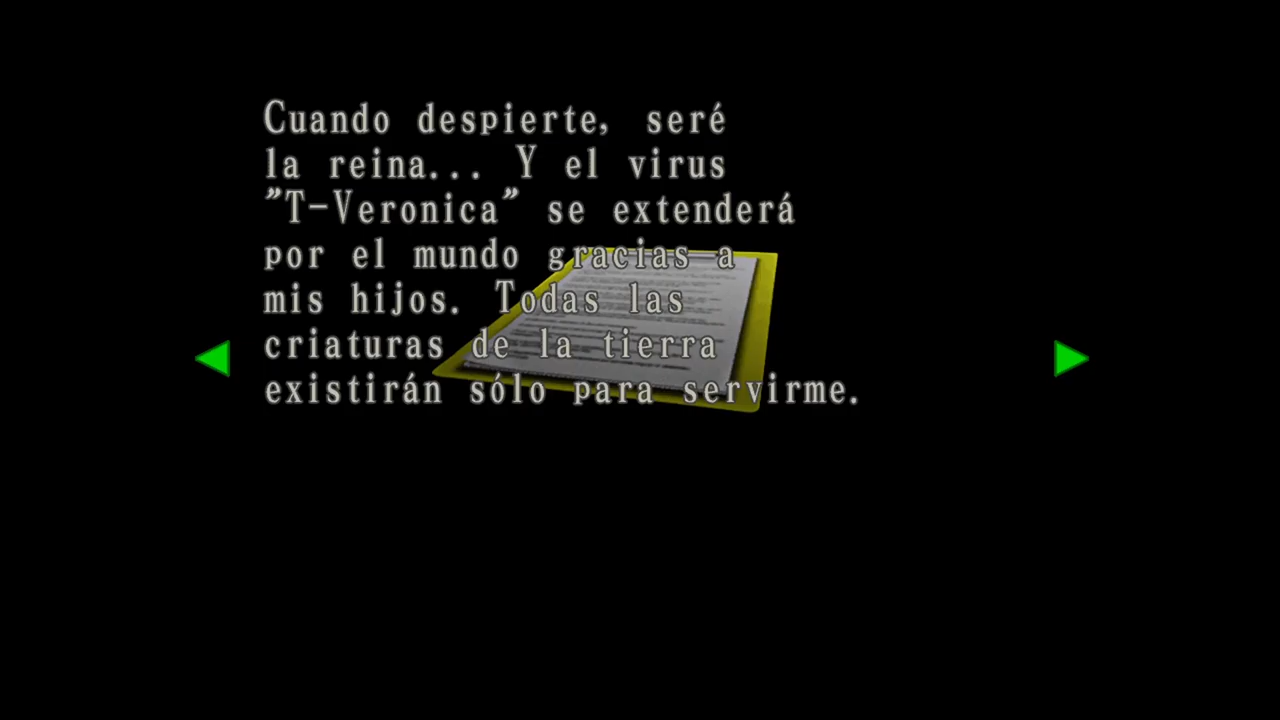 Cuando despierte, seré
la reina... Y el virus
"T-Veronica" se extenderá
por el mundo gracias a
mis hijos. Todas las
criaturas de la tierra
existirán sólo para servirme.